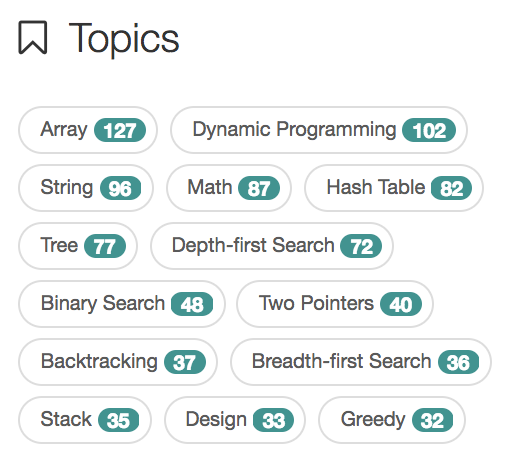 Topics
Array 127 Dynamic Programming 102
String 96 Math 87 Hash Table 82
Tree 77 Depth-first Search 72
Binary Search 48 Two Pointers 40
Backtracking 37 Breadth-first Search 36
Stack 35 Design 33 Greedy 32